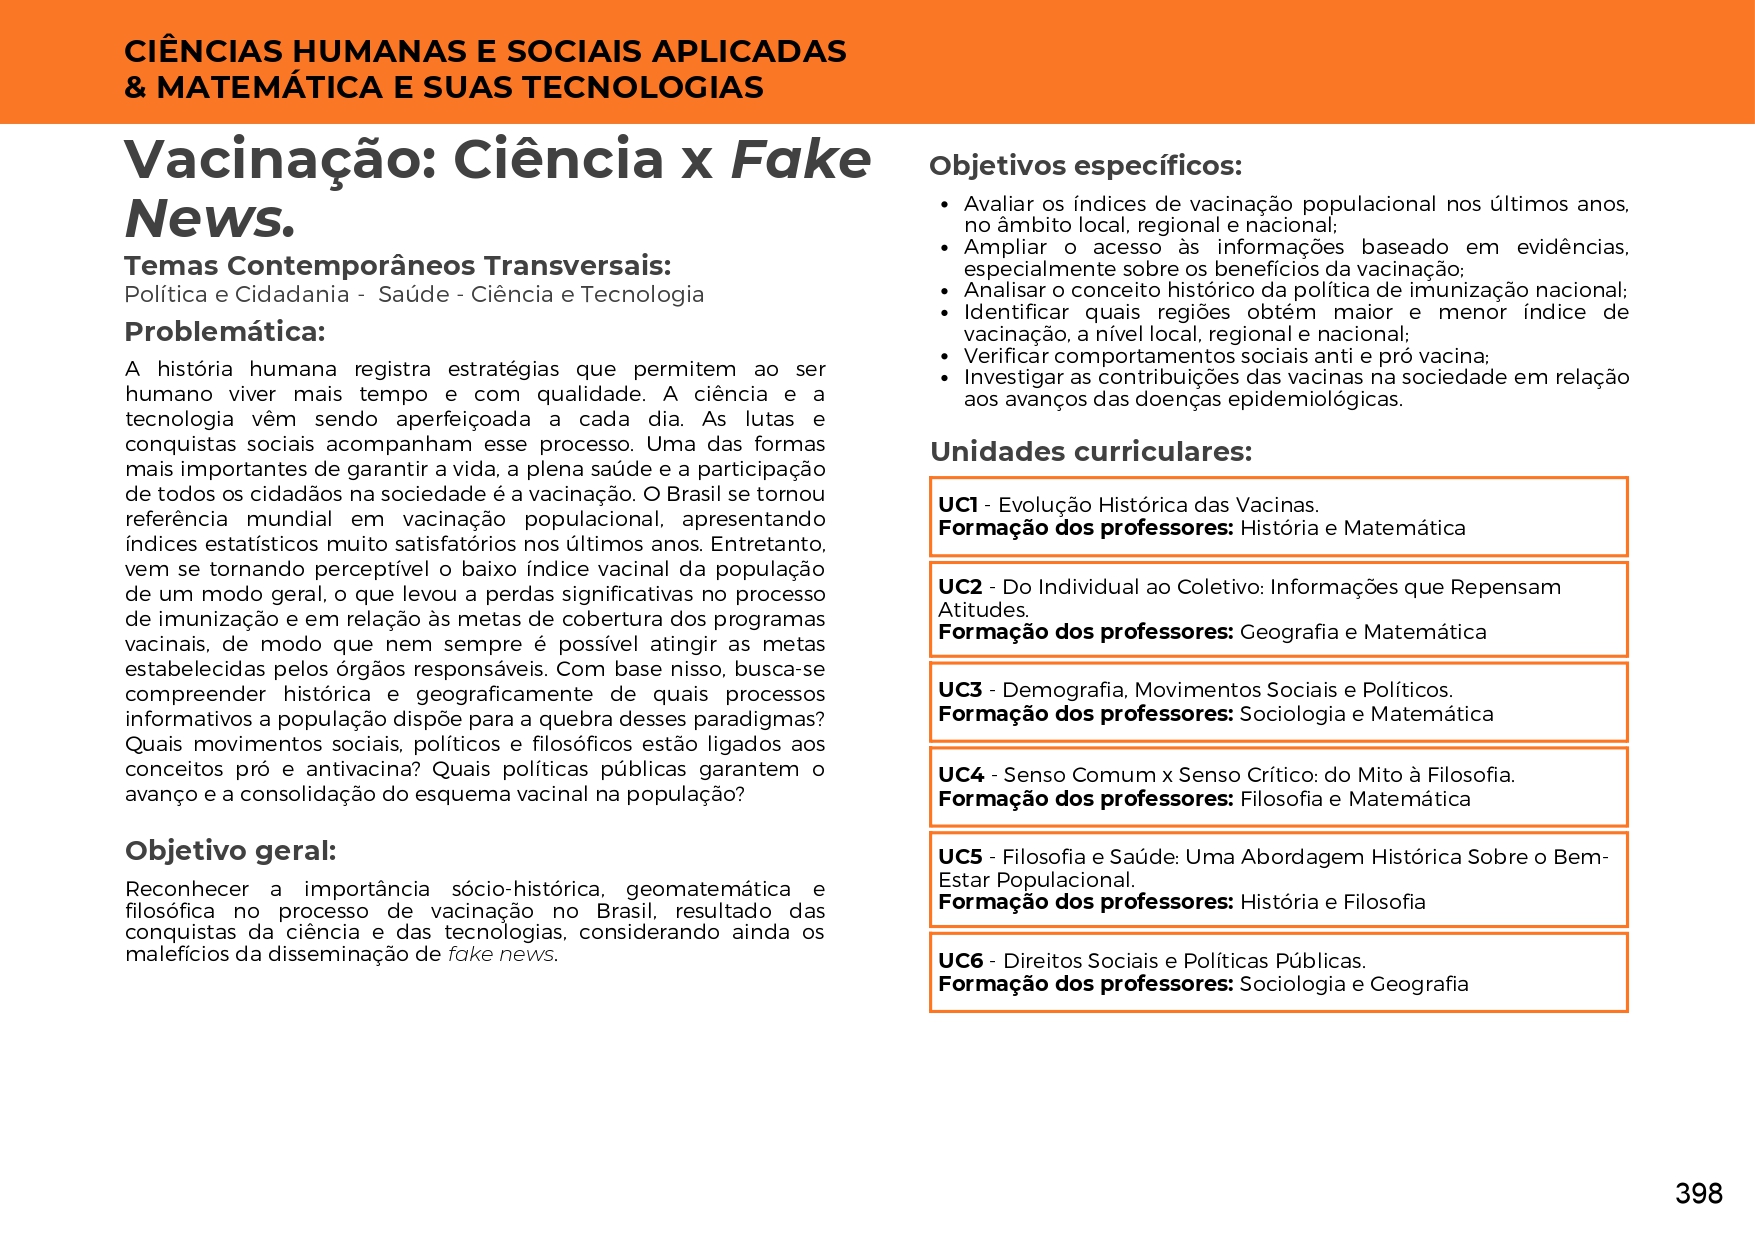 CIÊNCIAS HUMANAS E SOCIAIS APLICADAS
& MATEMÁTICA E SUAS TECNOLOGIAS
Vacinação: Ciência x Fake
News.
Temas Contemporâneos Transversais:
Política e Cidadania -  Saúde - Ciência e Tecnologia
Problemática:
A história humana registra estratégias que permitem ao ser
humano viver mais tempo e com qualidade. A ciência e a
tecnologia vêm sendo aperfeiçoada a cada dia. As lutas e
conquistas sociais acompanham esse processo. Uma das formas
mais importantes de garantir a vida, a plena saúde e a participação
de todos os cidadãos na sociedade é a vacinação. O Brasil se tornou
referência mundial em vacinação populacional, apresentando
índices estatísticos muito satisfatórios nos últimos anos. Entretanto,
vem se tornando perceptível o baixo índice vacinal da população
de um modo geral, o que levou a perdas significativas no processo
de imunização e em relação às metas de cobertura dos programas
vacinais, de modo que nem sempre é possível atingir as metas
estabelecidas pelos órgãos responsáveis. Com base nisso, busca-se
compreender histórica e geograficamente de quais processos
informativos a população dispõe para a quebra desses paradigmas?
Quais movimentos sociais, políticos e filosóficos estão ligados aos
conceitos pró e antivacina? Quais políticas públicas garantem o
avanço e a consolidação do esquema vacinal na população?
Objetivo geral:
Reconhecer a importância sócio-histórica, geomatemática e
filosófica no processo de vacinação no Brasil, resultado das
conquistas da ciência e das tecnologias, considerando ainda os
malefícios da disseminação de fake news.
Objetivos específicos:
• Avaliar os índices de vacinação populacional nos últimos anos,
no âmbito local, regional e nacional;
• Ampliar o acesso às informações baseado em evidências,
especialmente sobre os benefícios da vacinação;
• Analisar o conceito histórico da política de imunização nacional;
• Identificar quais regiões obtém maior e menor índice de
vacinação, a nível local, regional e nacional;
• Verificar comportamentos sociais anti e pró vacina;
• Investigar as contribuições das vacinas na sociedade em relação
aos avanços das doenças epidemiológicas.
Unidades curriculares:
UC1 - Evolução Histórica das Vacinas.
Formação dos professores: História e Matemática
UC2 - Do Individual ao Coletivo: Informações que Repensam
Atitudes.
Formação dos professores: Geografia e Matemática
UC3 - Demografia, Movimentos Sociais e Políticos.
Formação dos professores: Sociologia e Matemática
UC4 - Senso Comum x Senso Crítico: do Mito à Filosofia.
Formação dos professores: Filosofia e Matemática
UC5 - Filosofia e Saúde: Uma Abordagem Histórica Sobre o Bem-
Estar Populacional.
Formação dos professores: História e Filosofia
UC6 - Direitos Sociais e Políticas Públicas.
Formação dos professores: Sociologia e Geografia
398